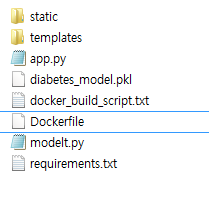 static
templates
app.py
diabetes_model.pkl
docker_build_script.txt
Dockerfile
modelt.py
requirements.txt